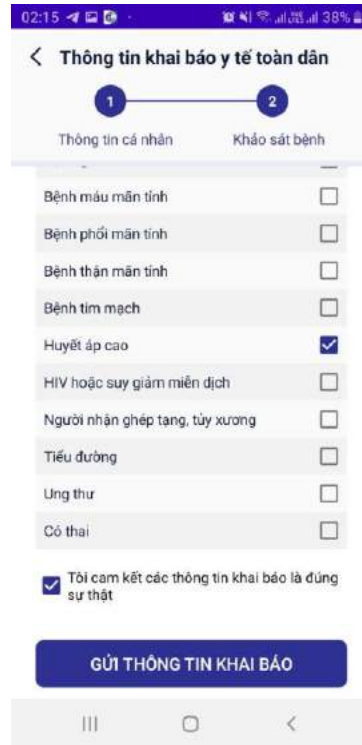 02:15
38%
Thông tin khai báo y tế toàn dân
1
2
Thông tin cá nhân
Khảo sát bệnh
Bệnh máu mãn tính
Bệnh phổi mãn tính
Bệnh thận mãn tính
Bệnh tim mạch
Huyết áp cao
HIV hoặc suy giảm miễn dịch
Người nhận ghép tạng, tủy xương
Tiểu đường
Ung thư
Có thai
Tôi cam kết các thông tin khai báo là đúng
sự thật
GỬI THÔNG TIN KHAI BÁO